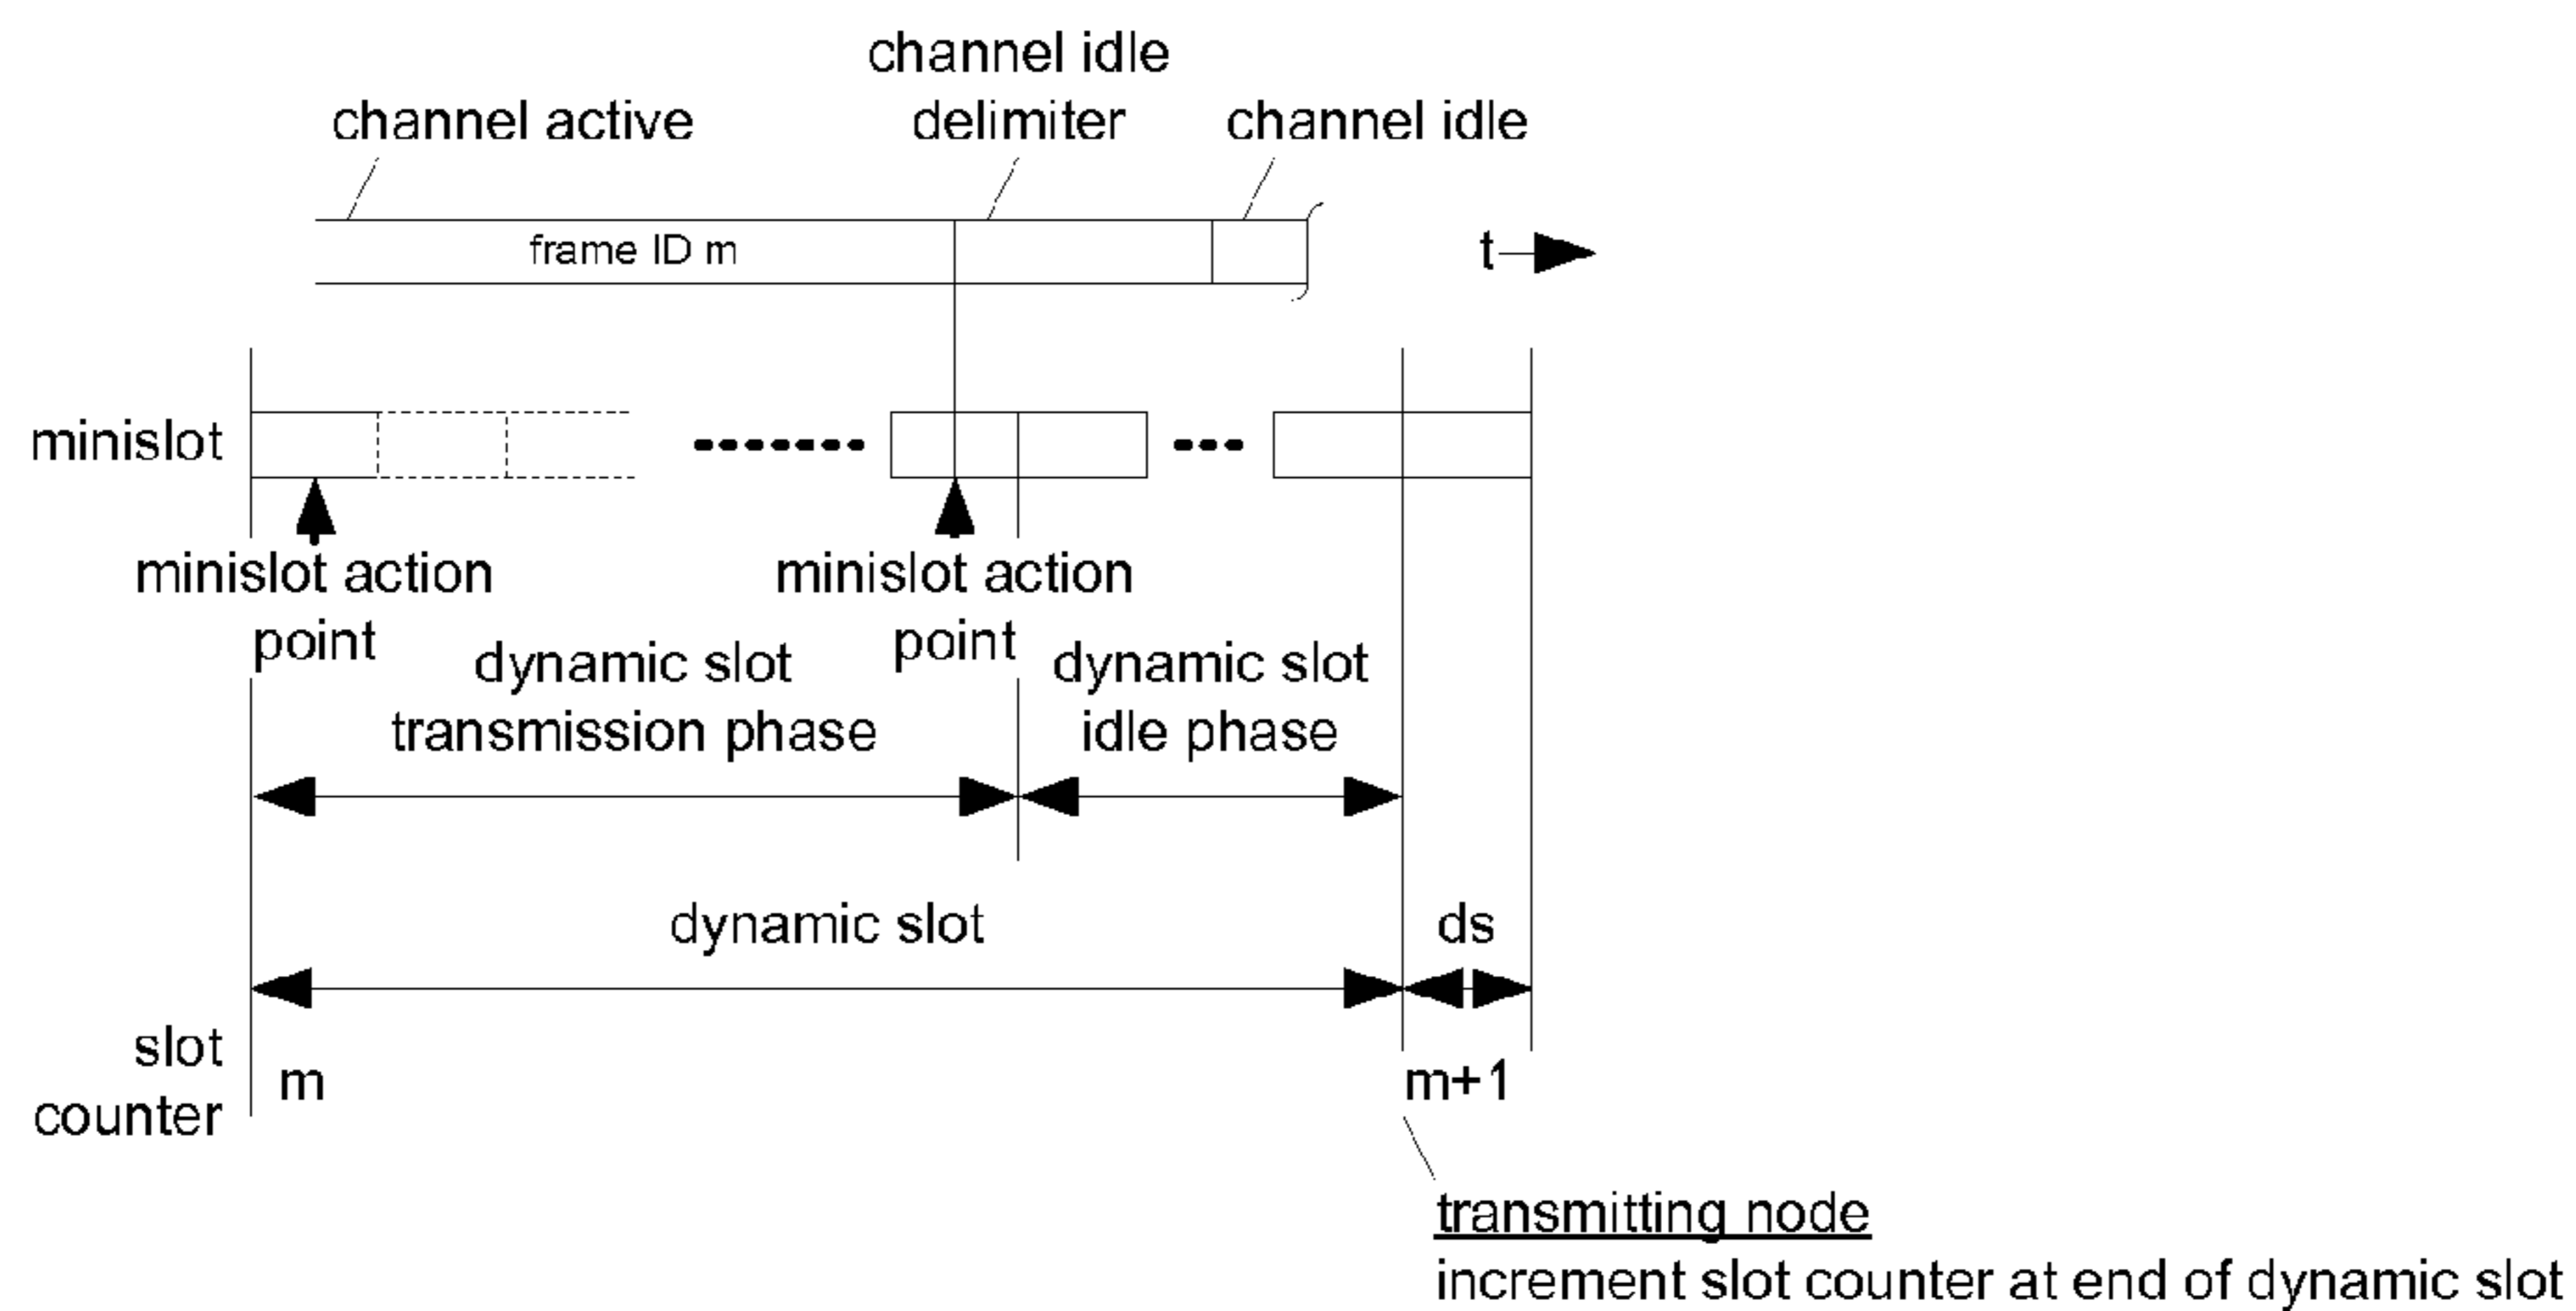 channel idle
channel active
delimiter
channel idle
frame ID m
t
minislot
minislot action
point
minislot action
point
dynamic slot
transmission phase
dynamic slot
idle phase
dynamic slot
ds
slot
counter
m
m+1
transmitting node
increment slot counter at end of dynamic slot